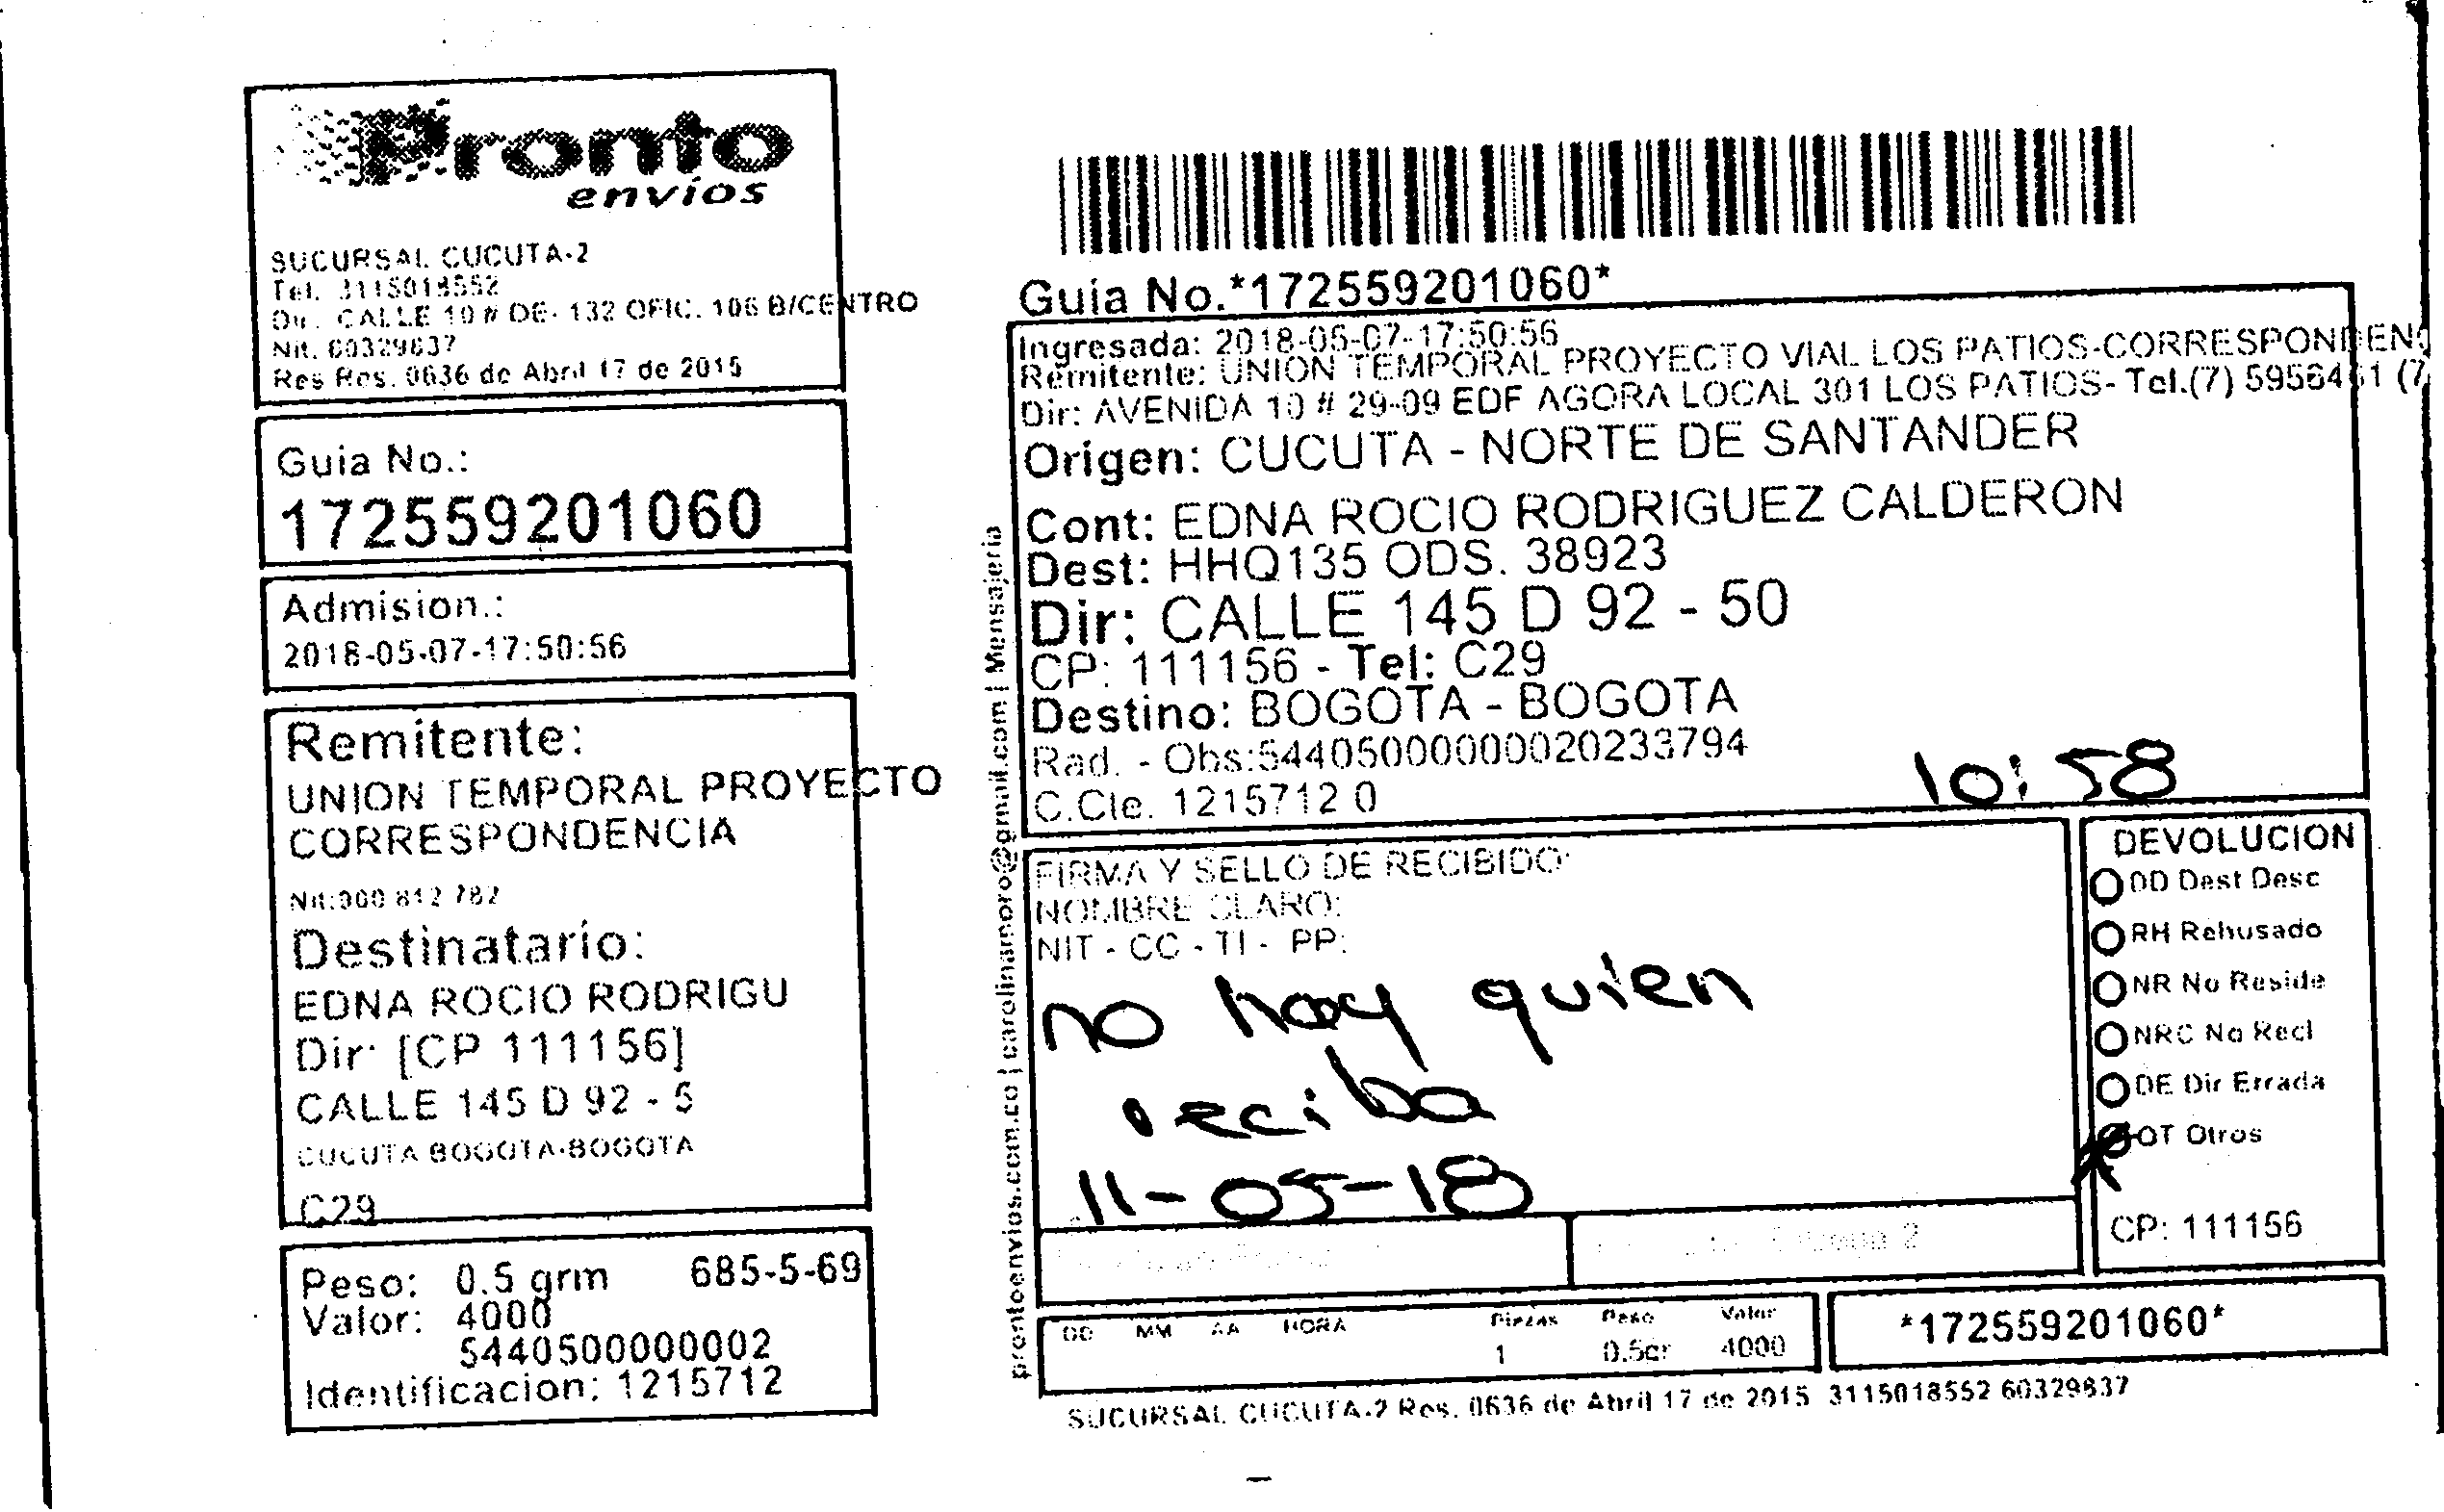 Pronto
envios
SUCURSAL CUCUTA-2
Tel. 3115018552
Dir. CALLE 10 # DE- 132 OFIC. 106 B/CENTRO
Nit. 60329837
Res Res. 0636 de Abril 17 de 2015
Guia No.:
172559201060
Admision.:
2018-05-07-17:50:56
Remitente:
UNION TEMPORAL PROYECTO
CORRESPONDENCIA
Nit:900 812 782
Destinatario:
EDNA ROCIO RODRIGU
Dir: [CP 111156]
CALLE 145 D 92 - 5
CUCUTA BOGOTA-BOGOTA
C29
Peso: 0.5 grm 685-5-69
Valor: 4000
5440500000002
Identificacion: 1215712
prontoenvios.com.co | carolinamoro@gmail.com | Mensajeria
Guia No.*172559201060*
Ingresada: 2018-05-07-17:50:56
Remitente: UNION TEMPORAL PROYECTO VIAL LOS PATIOS-CORRESPONDENC
Dir: AVENIDA 10 # 29-09 EDF AGORA LOCAL 301 LOS PATIOS- Tel.(7) 5956461 (7
Origen: CUCUTA - NORTE DE SANTANDER
Cont: EDNA ROCIO RODRIGUEZ CALDERON
Dest: HHQ135 ODS. 38923
Dir: CALLE 145 D 92 - 50
CP: 111156 - Tel: C29
Destino: BOGOTA - BOGOTA
Rad. - Obs:544050000000020233794
C.Cle. 1215712 0
10:58
FIRMA Y SELLO DE RECIBIDO:
NOMBRE CLARO:
NIT - CC - TI - PP:
no hay quien
reciba
11-05-18
DEVOLUCION
DD Dest Desc
RH Rehusado
NR No Reside
NRC No Recl
DE Dir Errada
OT Otros
CP: 111156
2
DD MM AA HORA Piezas Peso Valor
1 0.5gr 4000
*172559201060*
SUCURSAL CUCUTA-2 Res. 0636 de Abril 17 de 2015 3115018552 60329837